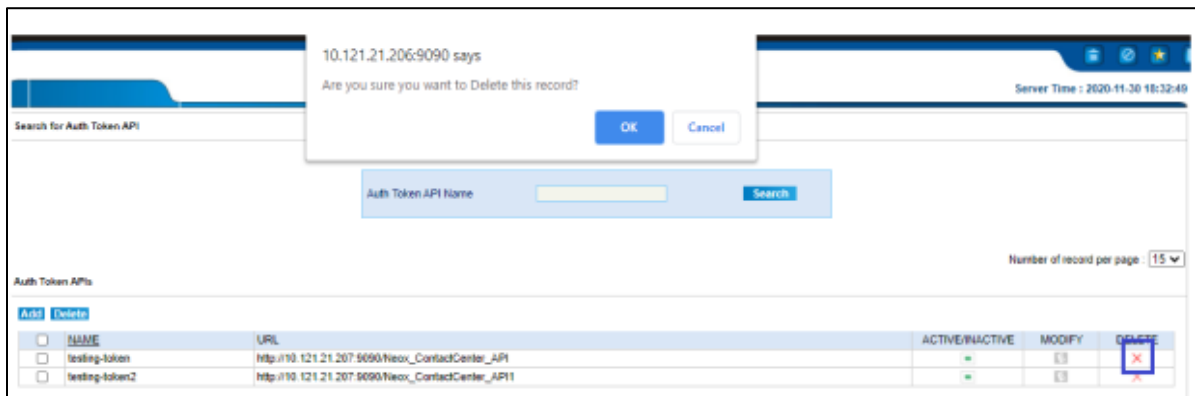 10.121.21.206:9090 says
Are you sure you want to Delete this record?
OK Cancel
Server Time : 2020-11-30 18:32:49
Search for Auth Token API
Auth Token API Name Search
Number of record per page : 15
Auth Token APIs
Add Delete
NAME URL ACTIVE/INACTIVE MODIFY DELETE
testing-token http://10.121.21.207:9090/Neox_ContactCenter_API
testing-token2 http://10.121.21.207:9090/Neox_ContactCenter_API1